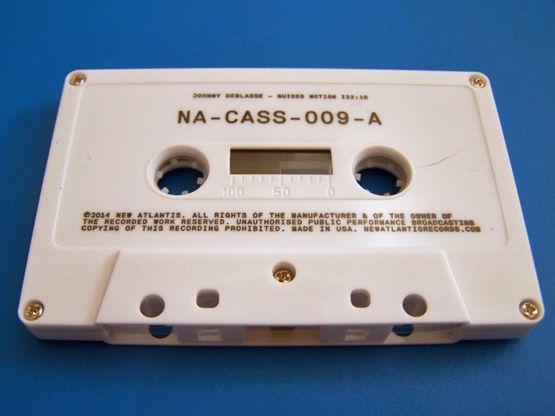 JOHNNY DEBLASSE - GUIDED MOTION I22:10
NA-CASS-009-A
100 50 0
©2014 NEW ATLANTIS. ALL RIGHTS OF THE MANUFACTURER & OF THE OWNER OF
THE RECORDED WORK RESERVED. UNAUTHORISED PUBLIC PERFORMANCE BROADCASTING
COPYING OF THIS RECORDING PROHIBITED. MADE IN USA. NEWATLANTISRECORDS.COM